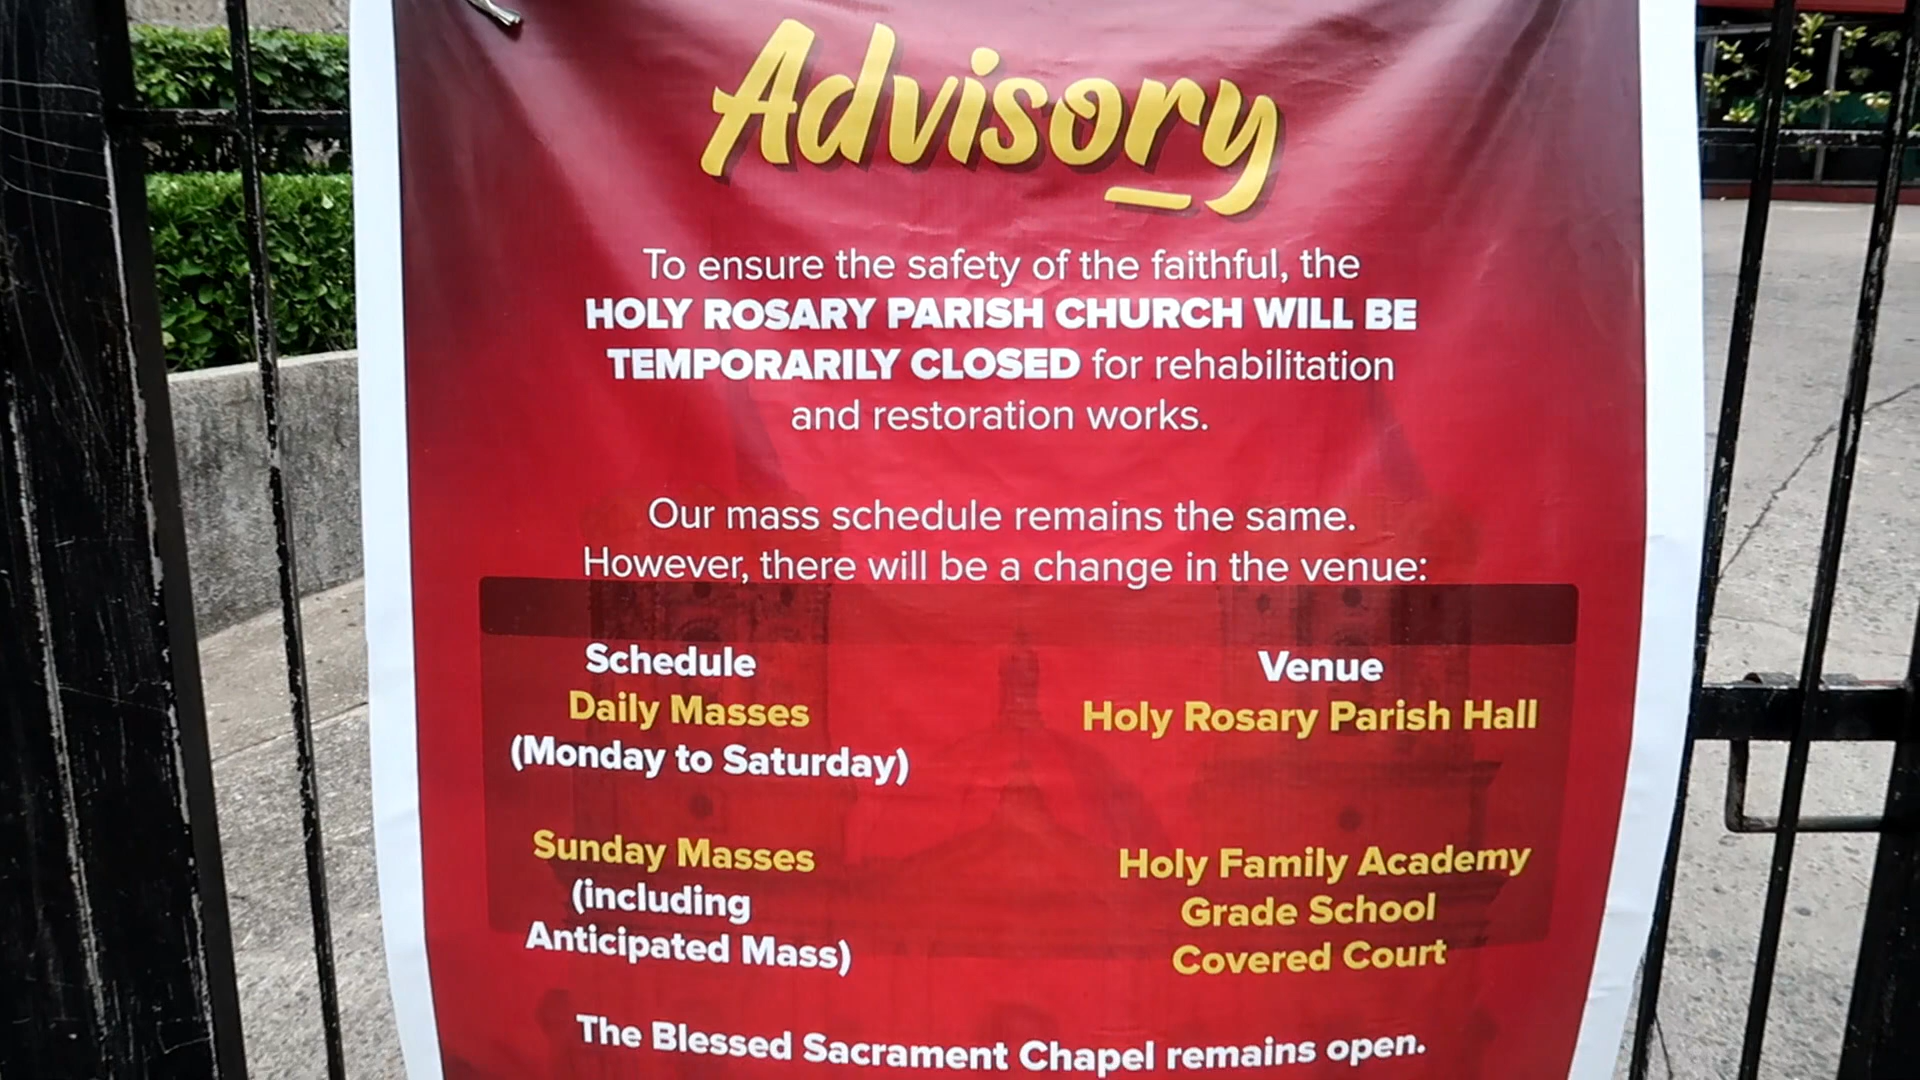 Advisory
To ensure the safety of the faithful, the
HOLY ROSARY PARISH CHURCH WILL BE
TEMPORARILY CLOSED for rehabilitation
and restoration works.
Our mass schedule remains the same.
However, there will be a change in the venue:
Schedule
Daily Masses
(Monday to Saturday)
Venue
Holy Rosary Parish Hall
Sunday Masses
(including
Anticipated Mass)
Holy Family Academy
Grade School
Covered Court
The Blessed Sacrament Chapel remains open.